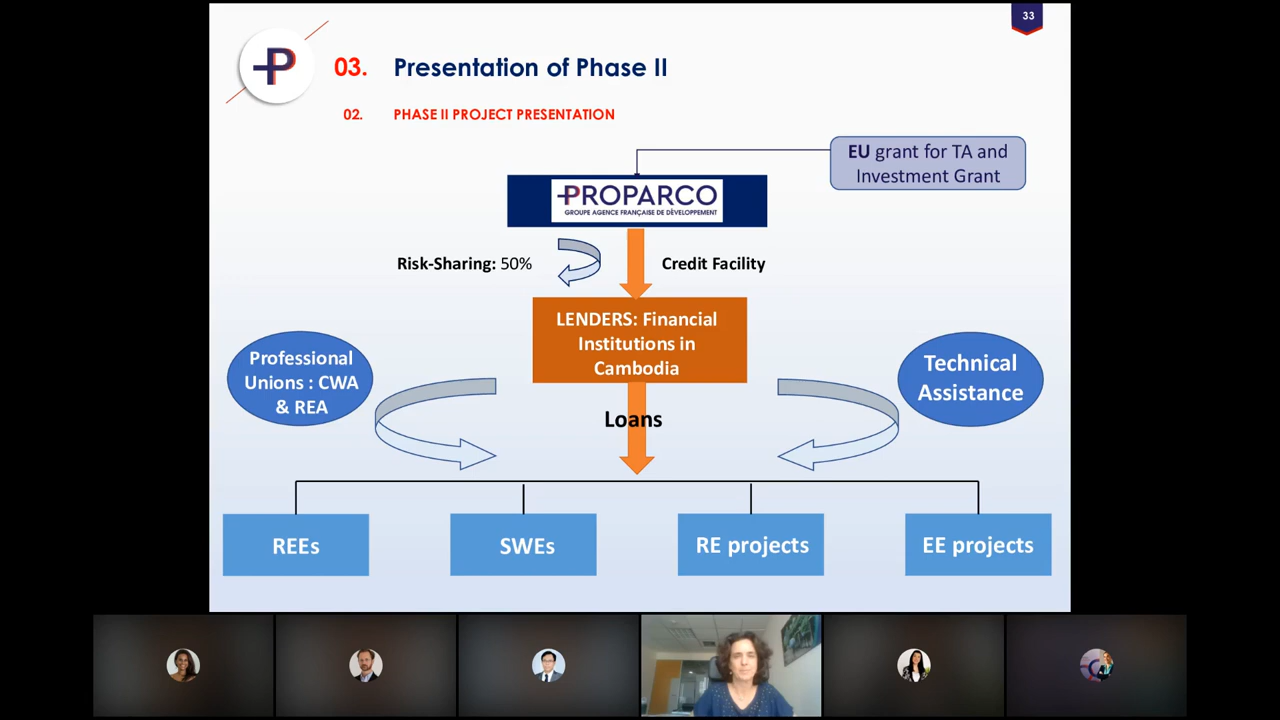 33
P
03. Presentation of Phase II
02. PHASE II PROJECT PRESENTATION
EU grant for TA and
Investment Grant
PROPARCO
GROUPE AGENCE FRANÇAISE DE DÉVELOPPEMENT
Risk-Sharing: 50%
Credit Facility
LENDERS: Financial
Institutions in
Cambodia
Professional
Unions : CWA
& REA
Technical
Assistance
Loans
REEs
SWEs
RE projects
EE projects